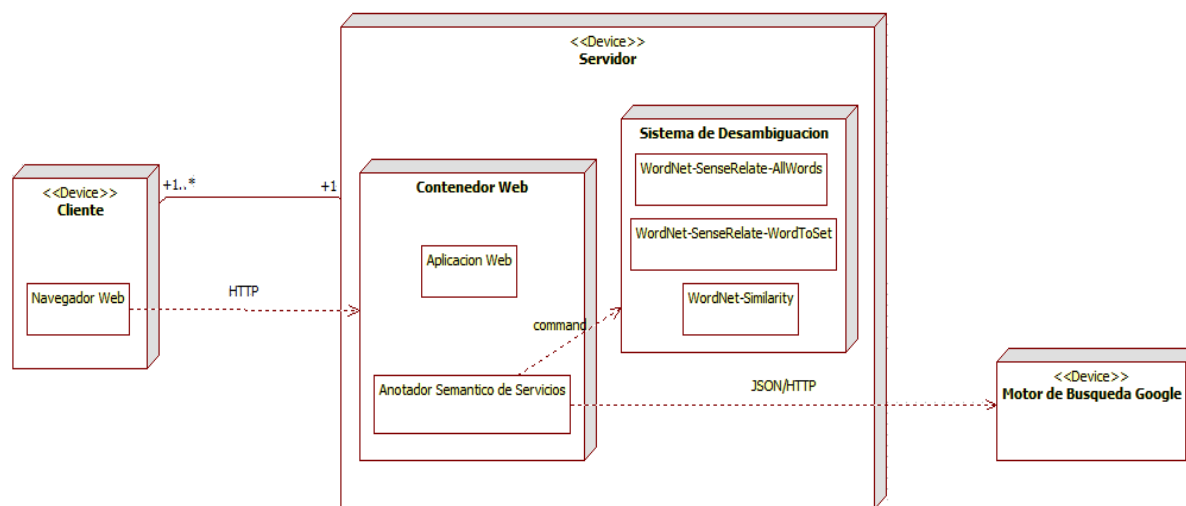 <<Device>>
Servidor
Sistema de Desambiguacion
WordNet-SenseRelate-AllWords
WordNet-SenseRelate-WordToSet
WordNet-Similarity
<<Device>>
Cliente
Navegador Web
+1..*
+1
HTTP
Contenedor Web
Aplicacion Web
command
Anotador Semantico de Servicios
JSON/HTTP
<<Device>>
Motor de Busqueda Google